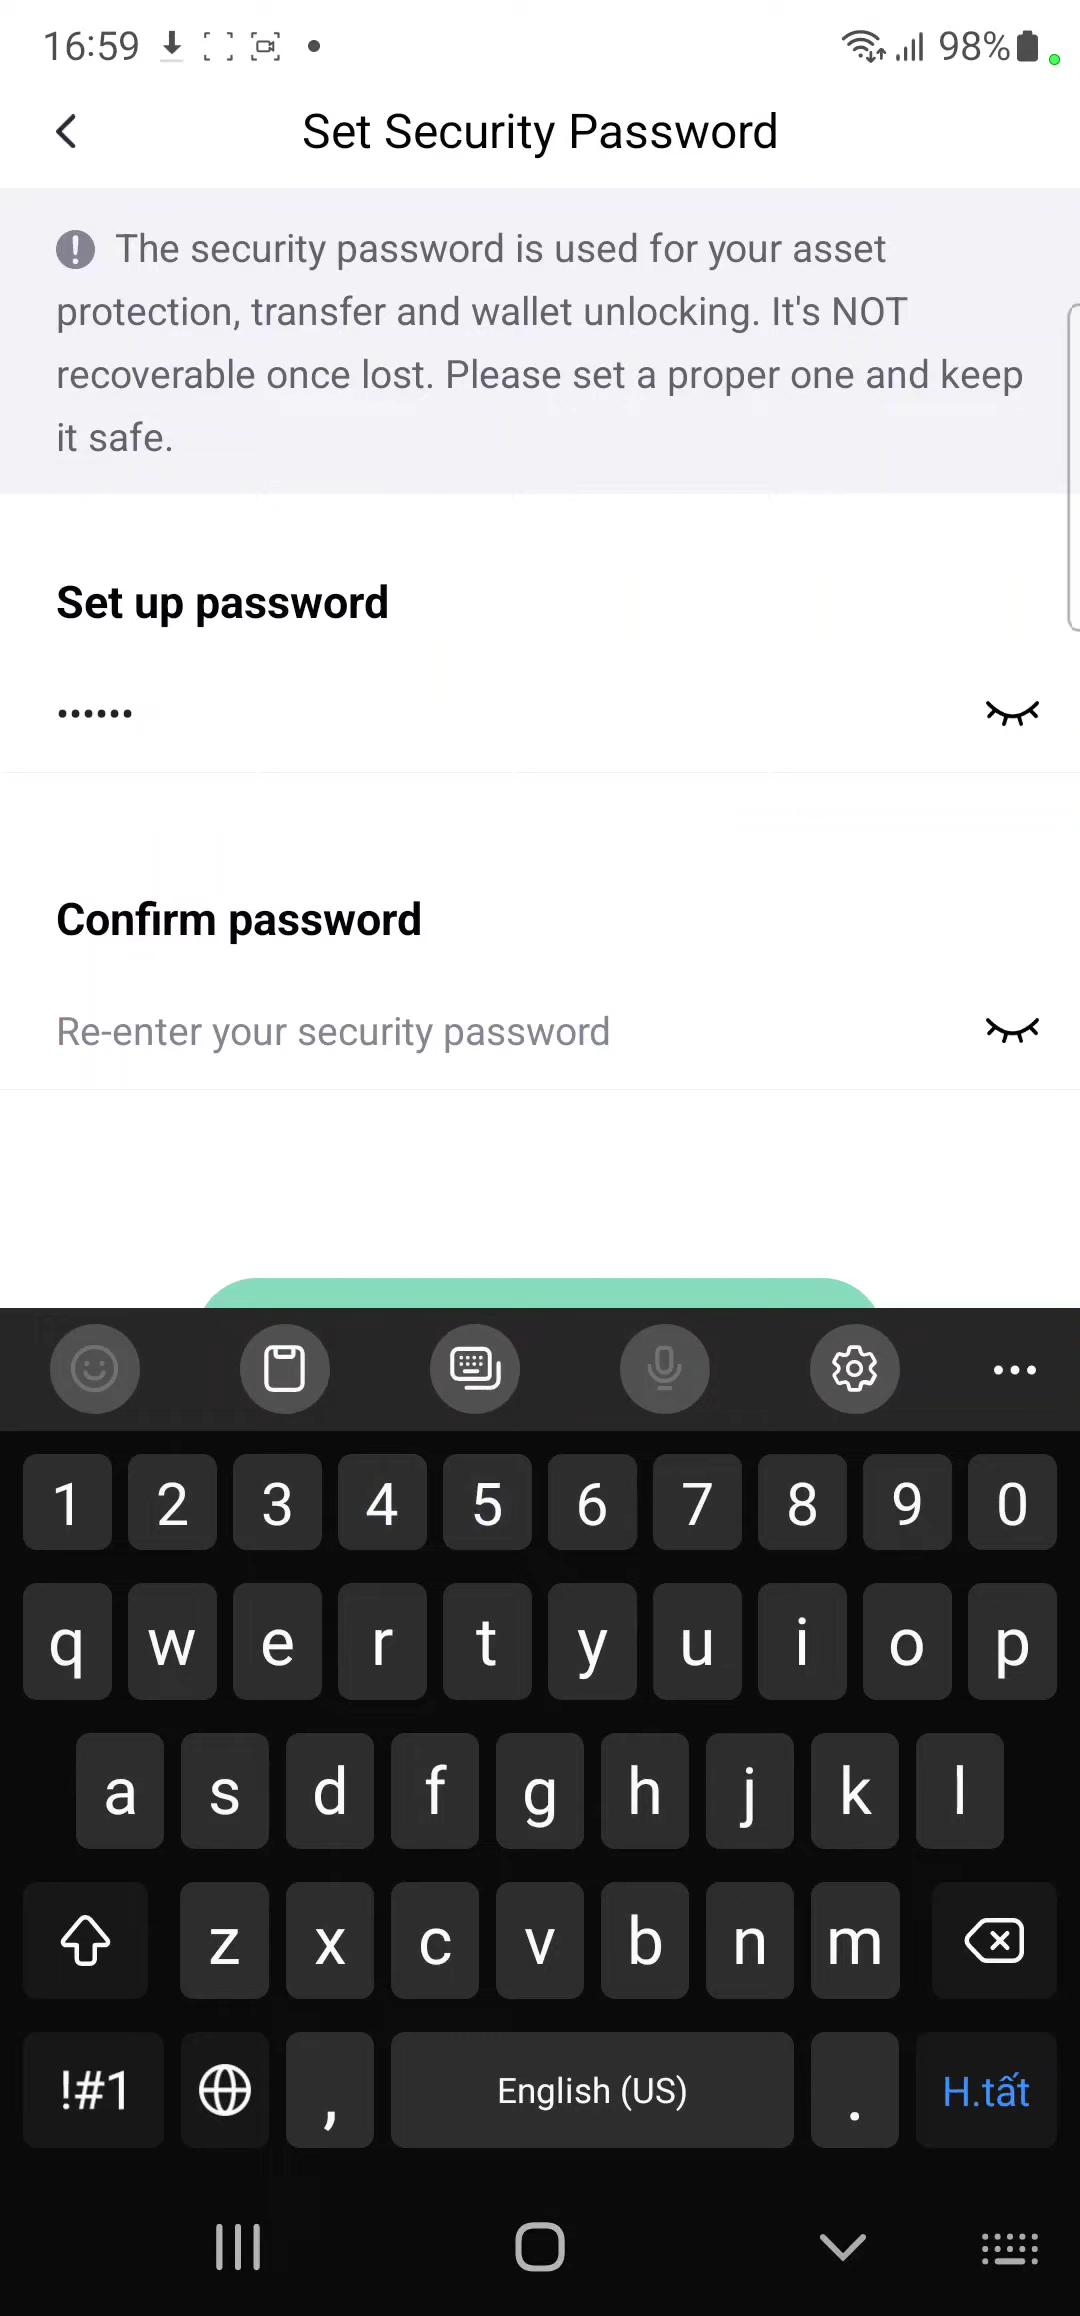 16:59 98%
Set Security Password
The security password is used for your asset
protection, transfer and wallet unlocking. It's NOT
recoverable once lost. Please set a proper one and keep
it safe.
Set up password
••••••
Confirm password
Re-enter your security password
1 2 3 4 5 6 7 8 9 0
q w e r t y u i o p
a s d f g h j k l
z x c v b n m
!#1 , English (US) . H.tất